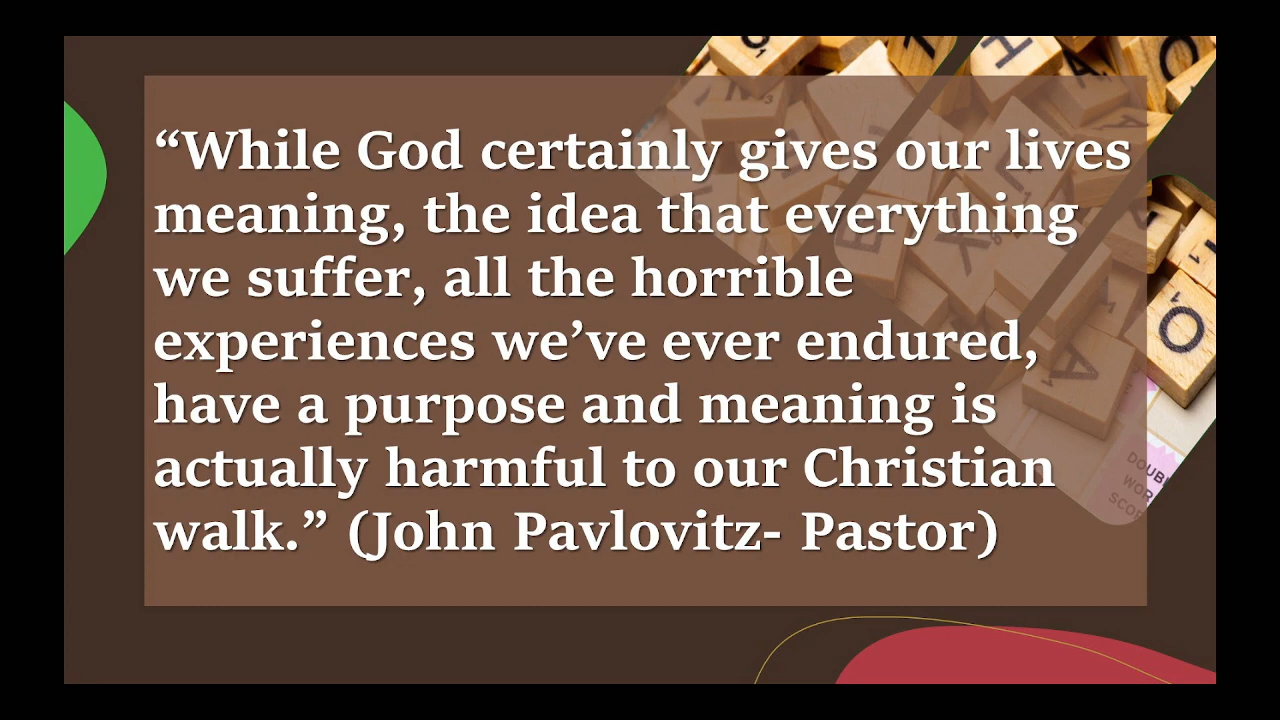 “While God certainly gives our lives
meaning, the idea that everything
we suffer, all the horrible
experiences we’ve ever endured,
have a purpose and meaning is
actually harmful to our Christian
walk.” (John Pavlovitz- Pastor)